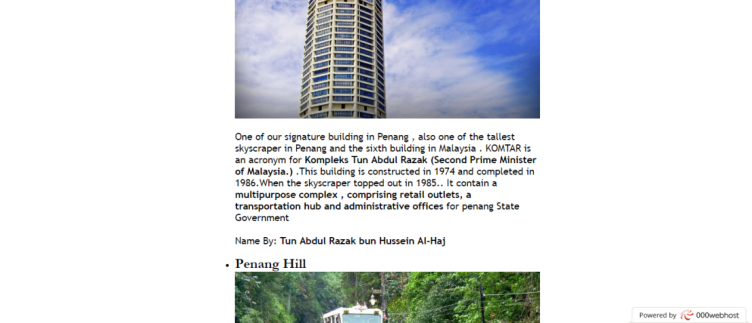 One of our signature building in Penang , also one of the tallest
skyscraper in Penang and the sixth building in Malaysia . KOMTAR is
an acronym for Kompleks Tun Abdul Razak (Second Prime Minister
of Malaysia.) .This building is constructed in 1974 and completed in
1986.When the skyscraper topped out in 1985.. It contain a
multipurpose complex , comprising retail outlets, a
transportation hub and administrative offices for penang State
Government
Name By: Tun Abdul Razak bun Hussein Al-Haj
• Penang Hill
Powered by 000webhost